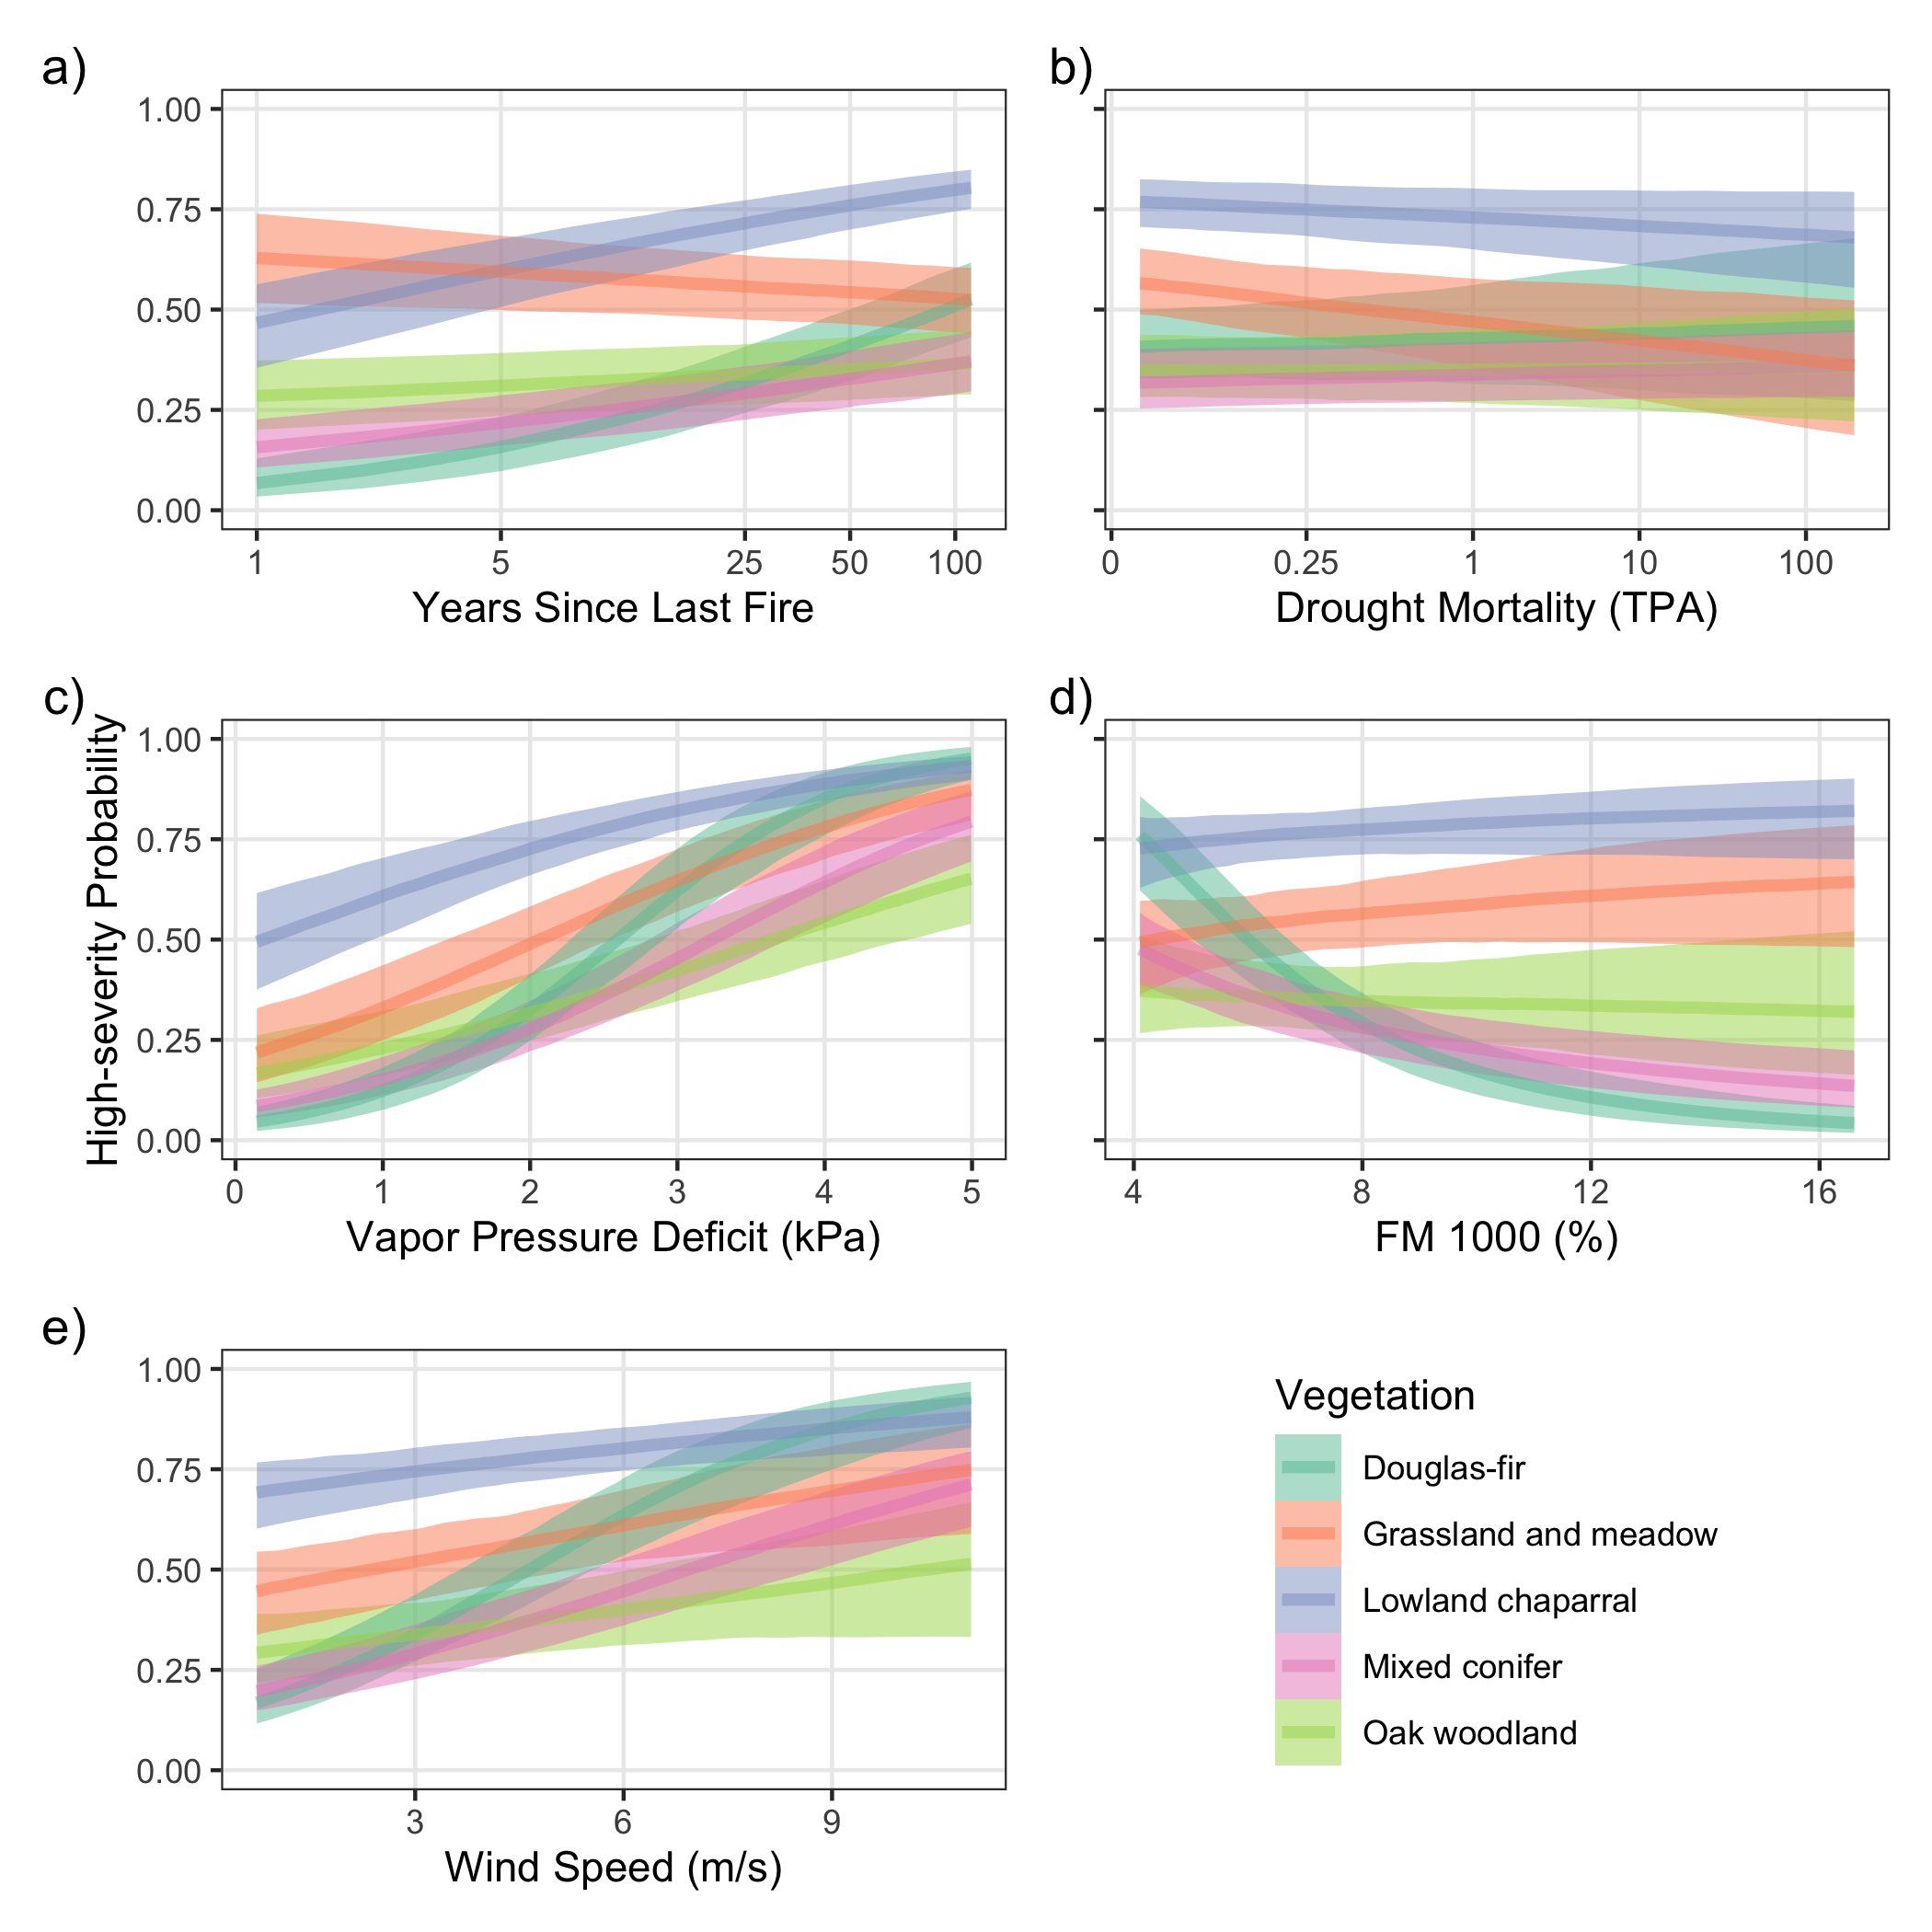 a)
b)
1.00
0.75
0.50
0.25
0.00
1 5 25 50 100
0 0.25 1 10 100
Years Since Last Fire
Drought Mortality (TPA)
c)
d)
High-severity Probability
1.00
0.75
0.50
0.25
0.00
0 1 2 3 4 5
4 8 12 16
Vapor Pressure Deficit (kPa)
FM 1000 (%)
e)
1.00
0.75
0.50
0.25
0.00
3 6 9
Wind Speed (m/s)
Vegetation
Douglas-fir
Grassland and meadow
Lowland chaparral
Mixed conifer
Oak woodland